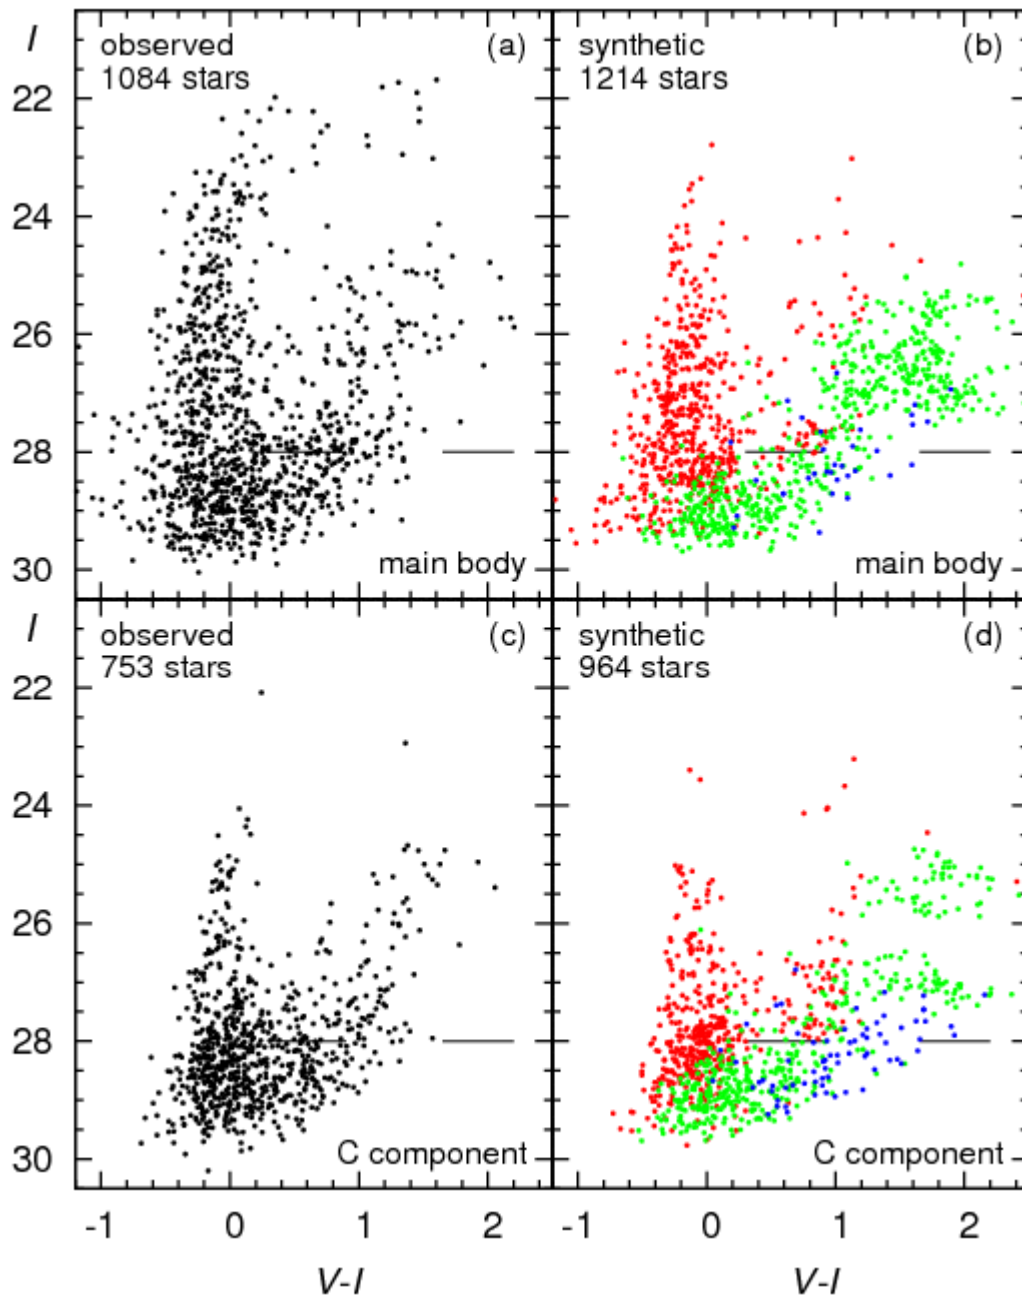 I
observed
1084 stars
(a)
synthetic
1214 stars
(b)
22
24
26
28
30
main body
main body
I
observed
753 stars
(c)
synthetic
964 stars
(d)
22
24
26
28
30
C component
C component
-1 0 1 2
-1 0 1 2
V-I
V-I